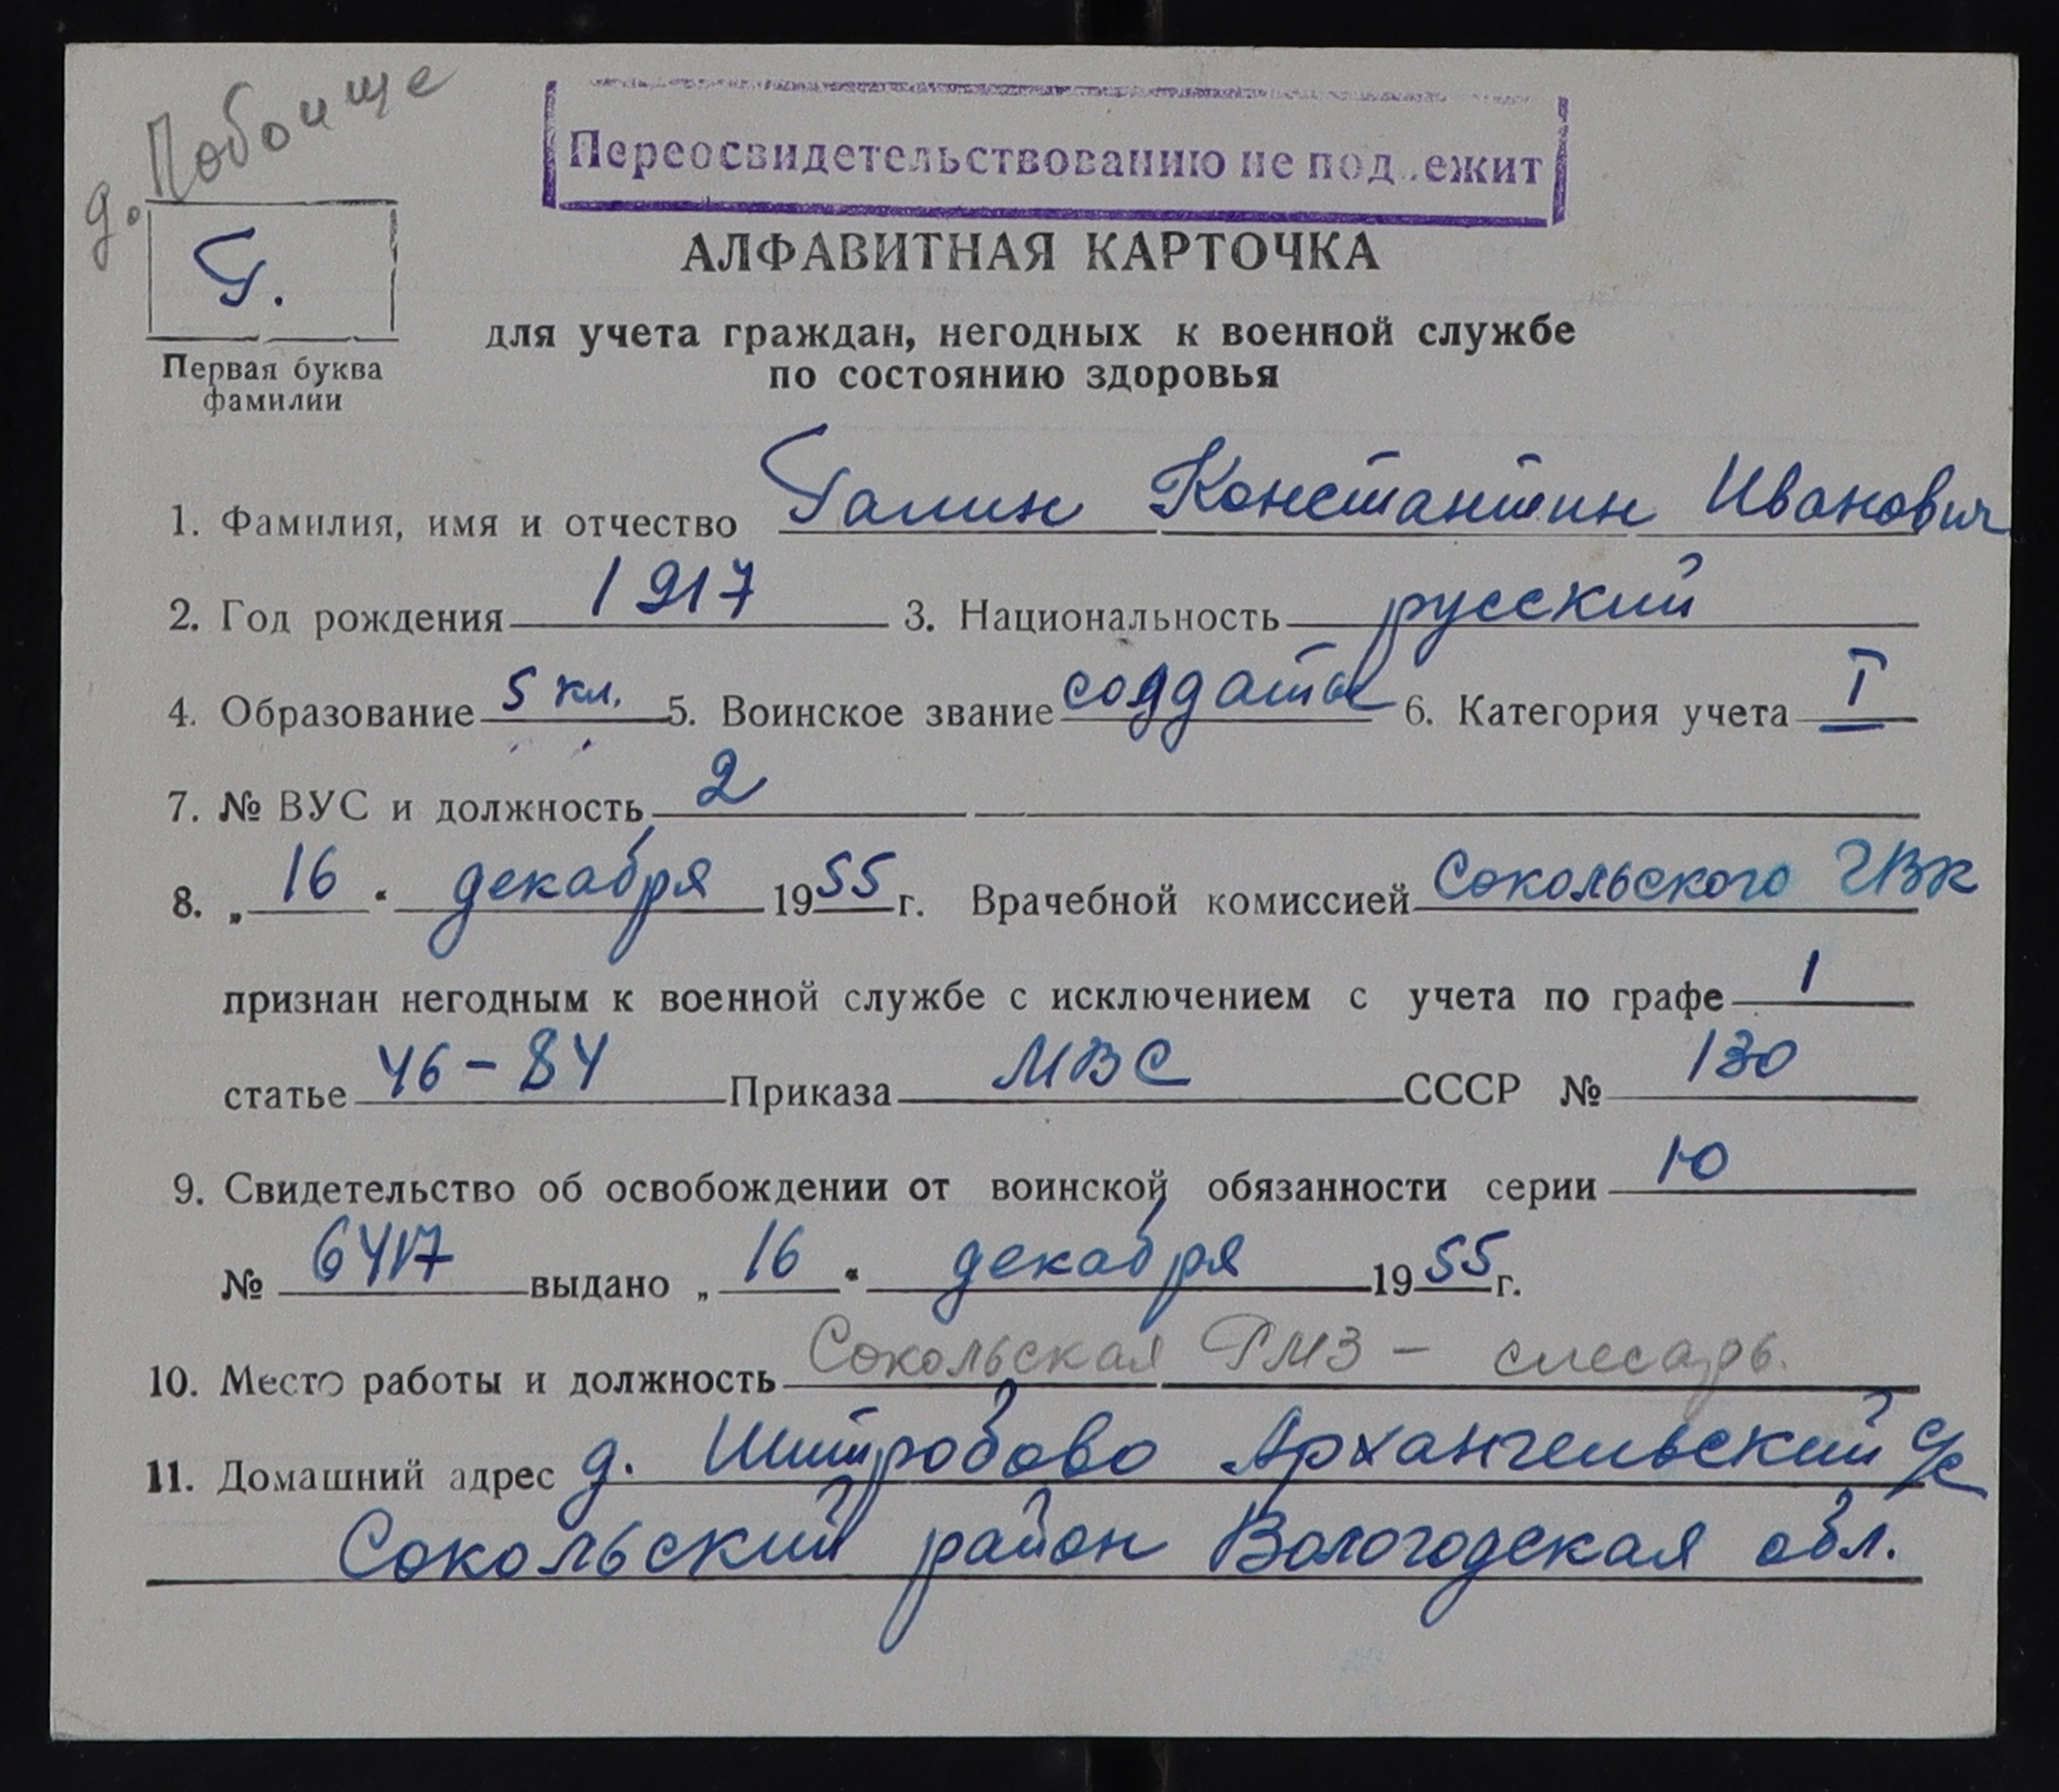 д. Побоище
Переосвидетельствованию не под.ежит
Г.
Первая буква
фамилии
АЛФАВИТНАЯ КАРТОЧКА
для учета граждан, негодных к военной службе
по состоянию здоровья
1. Фамилия, имя и отчество Галин Константин Иванович
2. Год рождения 1917 3. Национальность русский
4. Образование 5 кл. 5. Воинское звание солдаты 6. Категория учета I
7. № ВУС и должность 2
8. „16“ декабря 1955 г. Врачебной комиссией Сокольского ГВК
признан негодным к военной службе с исключением с учета по графе 1
статье 46-84 Приказа МВС СССР № 130
9. Свидетельство об освобождении от воинской обязанности серии Ю
№ 6417 выдано „16“ декабря 1955 г.
10. Место работы и должность Сокольская РМЗ - слесарь.
11. Домашний адрес д. Шитробово Архангельский с/с
Сокольский район Вологодская обл.